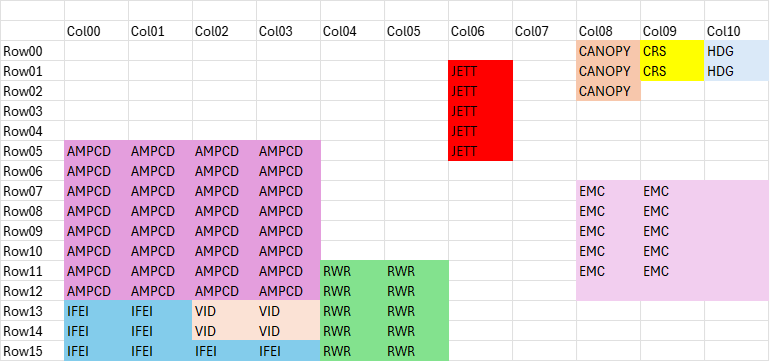 Col00 Col01 Col02 Col03 Col04 Col05 Col06 Col07 Col08 Col09 Col10
Row00 CANOPY CRS HDG
Row01 JETT CANOPY CRS HDG
Row02 JETT CANOPY
Row03 JETT
Row04 JETT
Row05 AMPCD AMPCD AMPCD AMPCD JETT
Row06 AMPCD AMPCD AMPCD AMPCD
Row07 AMPCD AMPCD AMPCD AMPCD EMC EMC
Row08 AMPCD AMPCD AMPCD AMPCD EMC EMC
Row09 AMPCD AMPCD AMPCD AMPCD EMC EMC
Row10 AMPCD AMPCD AMPCD AMPCD EMC EMC
Row11 AMPCD AMPCD AMPCD AMPCD RWR RWR EMC EMC
Row12 AMPCD AMPCD AMPCD AMPCD RWR RWR
Row13 IFEI IFEI VID VID RWR RWR
Row14 IFEI IFEI VID VID RWR RWR
Row15 IFEI IFEI IFEI IFEI RWR RWR